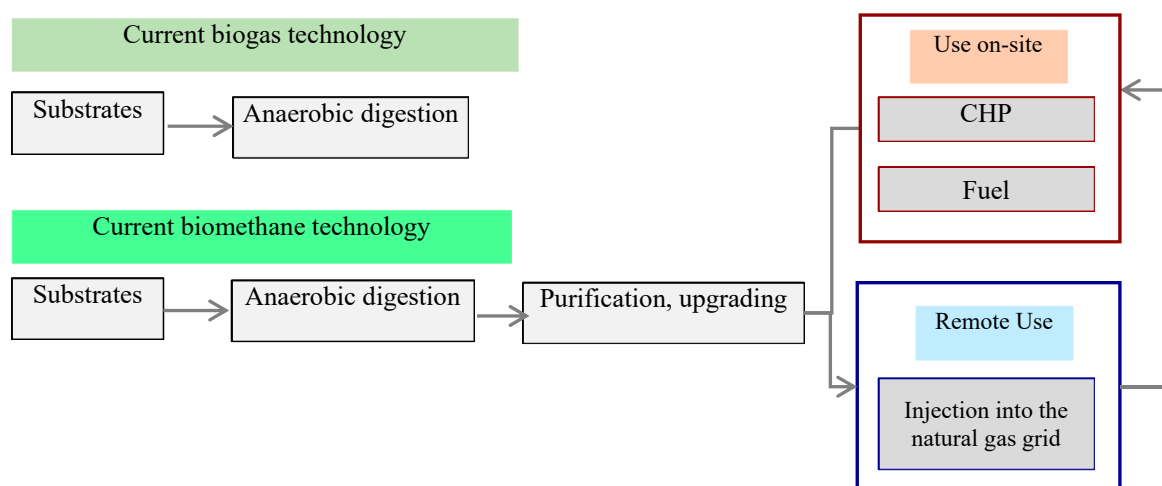 Current biogas technology
Substrates
Anaerobic digestion
Current biomethane technology
Substrates
Anaerobic digestion
Purification, upgrading
Use on-site
CHP
Fuel
Remote Use
Injection into the
natural gas grid